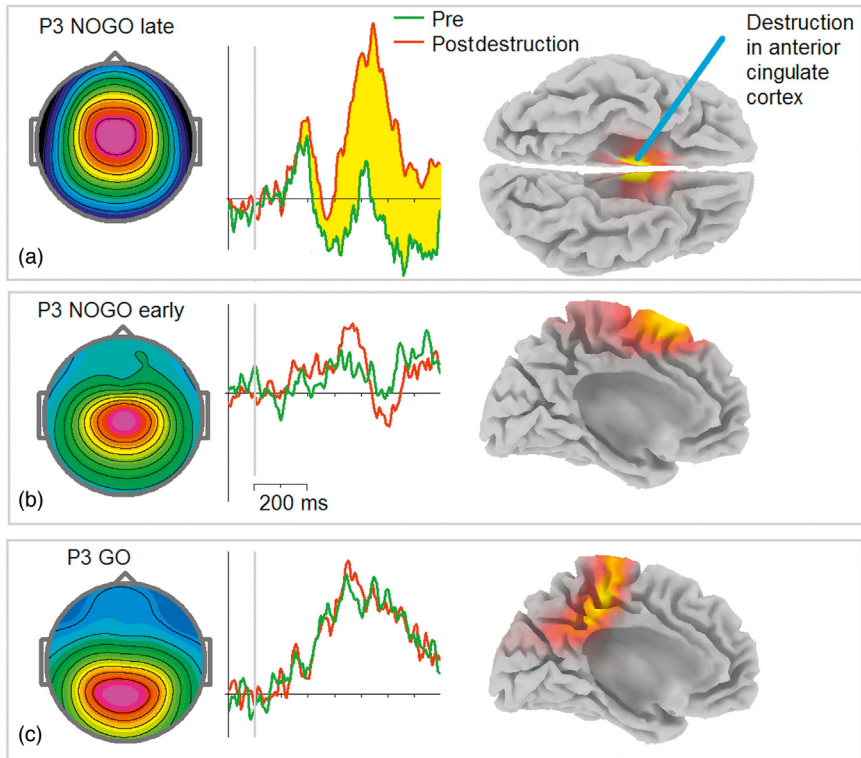 P3 NOGO late
Pre
Postdestruction
Destruction
in anterior
cingulate
cortex
(a)
P3 NOGO early
(b)
200 ms
P3 GO
(c)